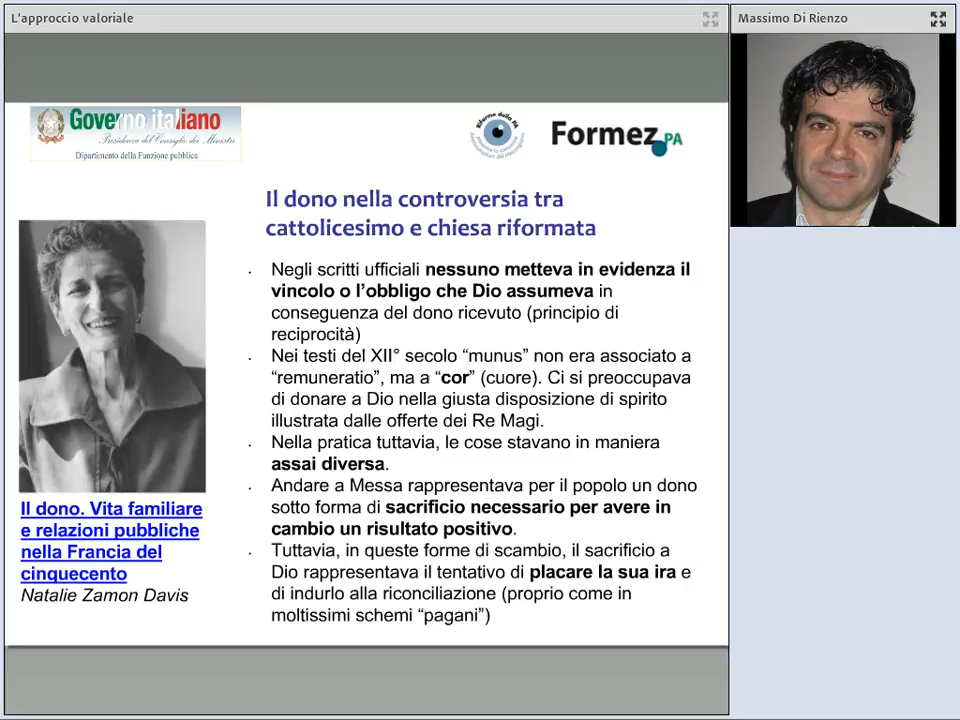 L'approccio valoriale
Massimo Di Rienzo
Governo italiano
Presidenza del Consiglio dei Ministri
Dipartimento della Funzione pubblica
Riforma della PA
Formez PA
Il dono nella controversia tra
cattolicesimo e chiesa riformata
· Negli scritti ufficiali nessuno metteva in evidenza il
vincolo o l'obbligo che Dio assumeva in
conseguenza del dono ricevuto (principio di
reciprocità)
· Nei testi del XII° secolo “munus” non era associato a
“remuneratio”, ma a “cor” (cuore). Ci si preoccupava
di donare a Dio nella giusta disposizione di spirito
illustrata dalle offerte dei Re Magi.
· Nella pratica tuttavia, le cose stavano in maniera
assai diversa.
· Andare a Messa rappresentava per il popolo un dono
sotto forma di sacrificio necessario per avere in
cambio un risultato positivo.
· Tuttavia, in queste forme di scambio, il sacrificio a
Dio rappresentava il tentativo di placare la sua ira e
di indurlo alla riconciliazione (proprio come in
moltissimi schemi “pagani”)
Il dono. Vita familiare
e relazioni pubbliche
nella Francia del
cinquecento
Natalie Zamon Davis